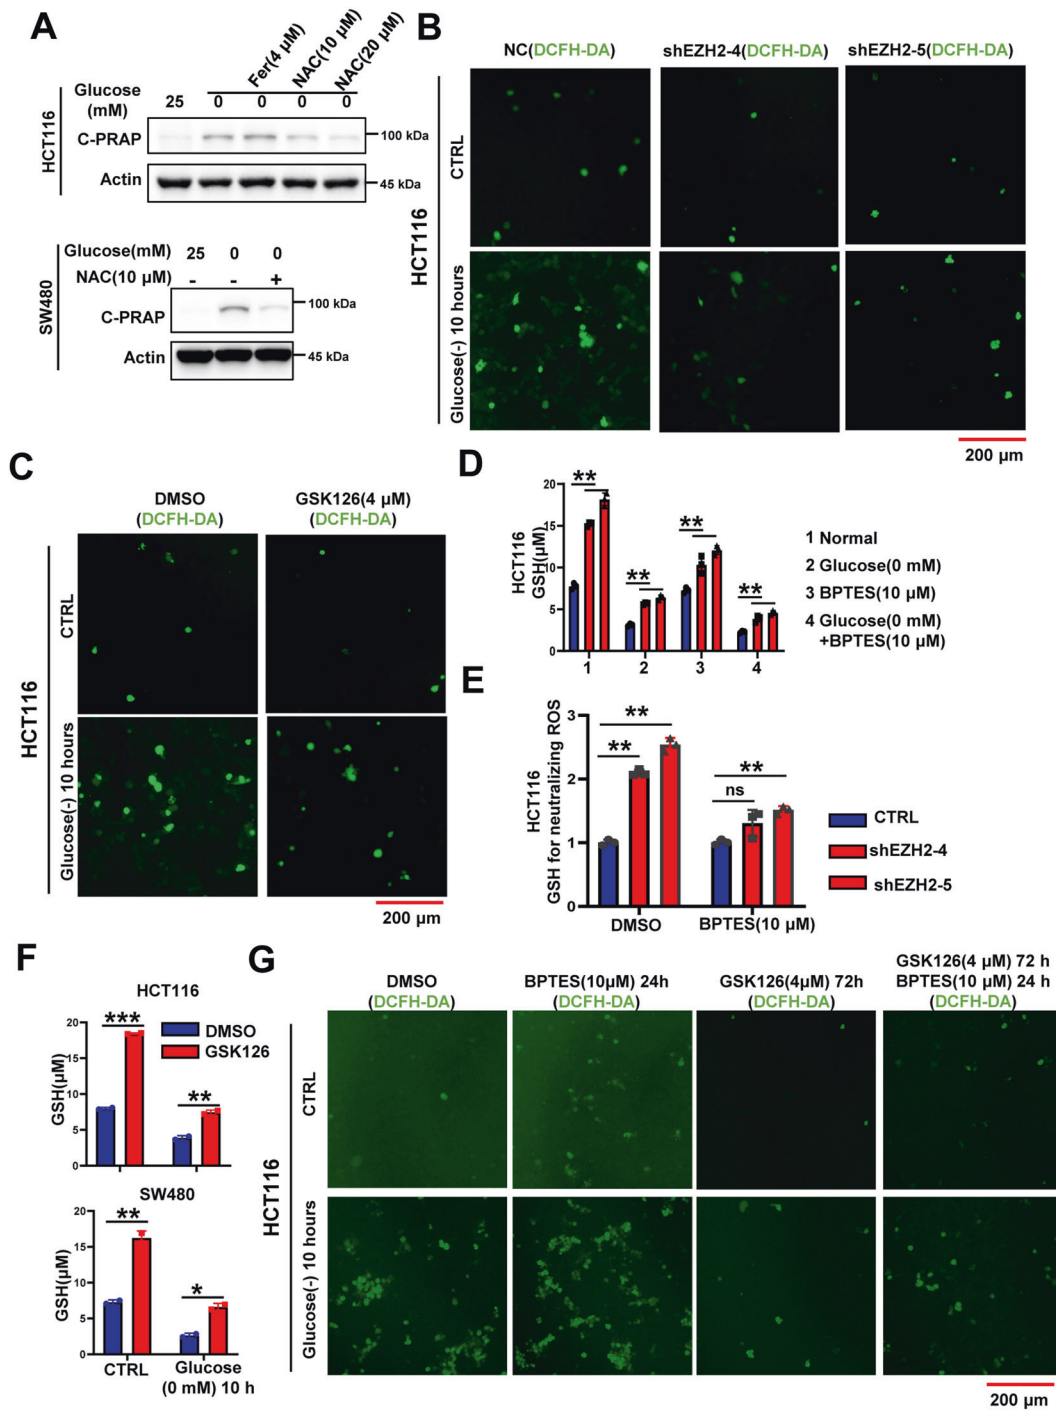 A
Fer(4 µM)
NAC(10 µM)
NAC(20 µM)
Glucose
(mM)
25 0 0 0 0
HCT116
C-PRAP
100 kDa
Actin
45 kDa
Glucose(mM) 25 0 0
NAC(10 µM) - - +
SW480
C-PRAP
100 kDa
Actin
45 kDa
B
NC(DCFH-DA) shEZH2-4(DCFH-DA) shEZH2-5(DCFH-DA)
HCT116
CTRL
Glucose(-) 10 hours
200 µm
C
DMSO
(DCFH-DA)
GSK126(4 µM)
(DCFH-DA)
HCT116
CTRL
Glucose(-) 10 hours
200 µm
D
HCT116
GSH(µM)
20
15
10
5
0
** ** ** **
1 2 3 4
1 Normal
2 Glucose(0 mM)
3 BPTES(10 µM)
4 Glucose(0 mM)
+BPTES(10 µM)
E
HCT116
GSH for neutralizing ROS
3
2
1
0
**
**
**
ns
DMSO BPTES(10 µM)
CTRL
shEZH2-4
shEZH2-5
F
HCT116
GSH(µM)
20
15
10
5
0
***
**
DMSO
GSK126
SW480
GSH(µM)
20
15
10
5
0
**
*
CTRL Glucose
(0 mM) 10 h
G
DMSO
(DCFH-DA)
BPTES(10µM) 24h
(DCFH-DA)
GSK126(4µM) 72h
(DCFH-DA)
GSK126(4 µM) 72 h
BPTES(10 µM) 24 h
(DCFH-DA)
HCT116
CTRL
Glucose(-) 10 hours
200 µm